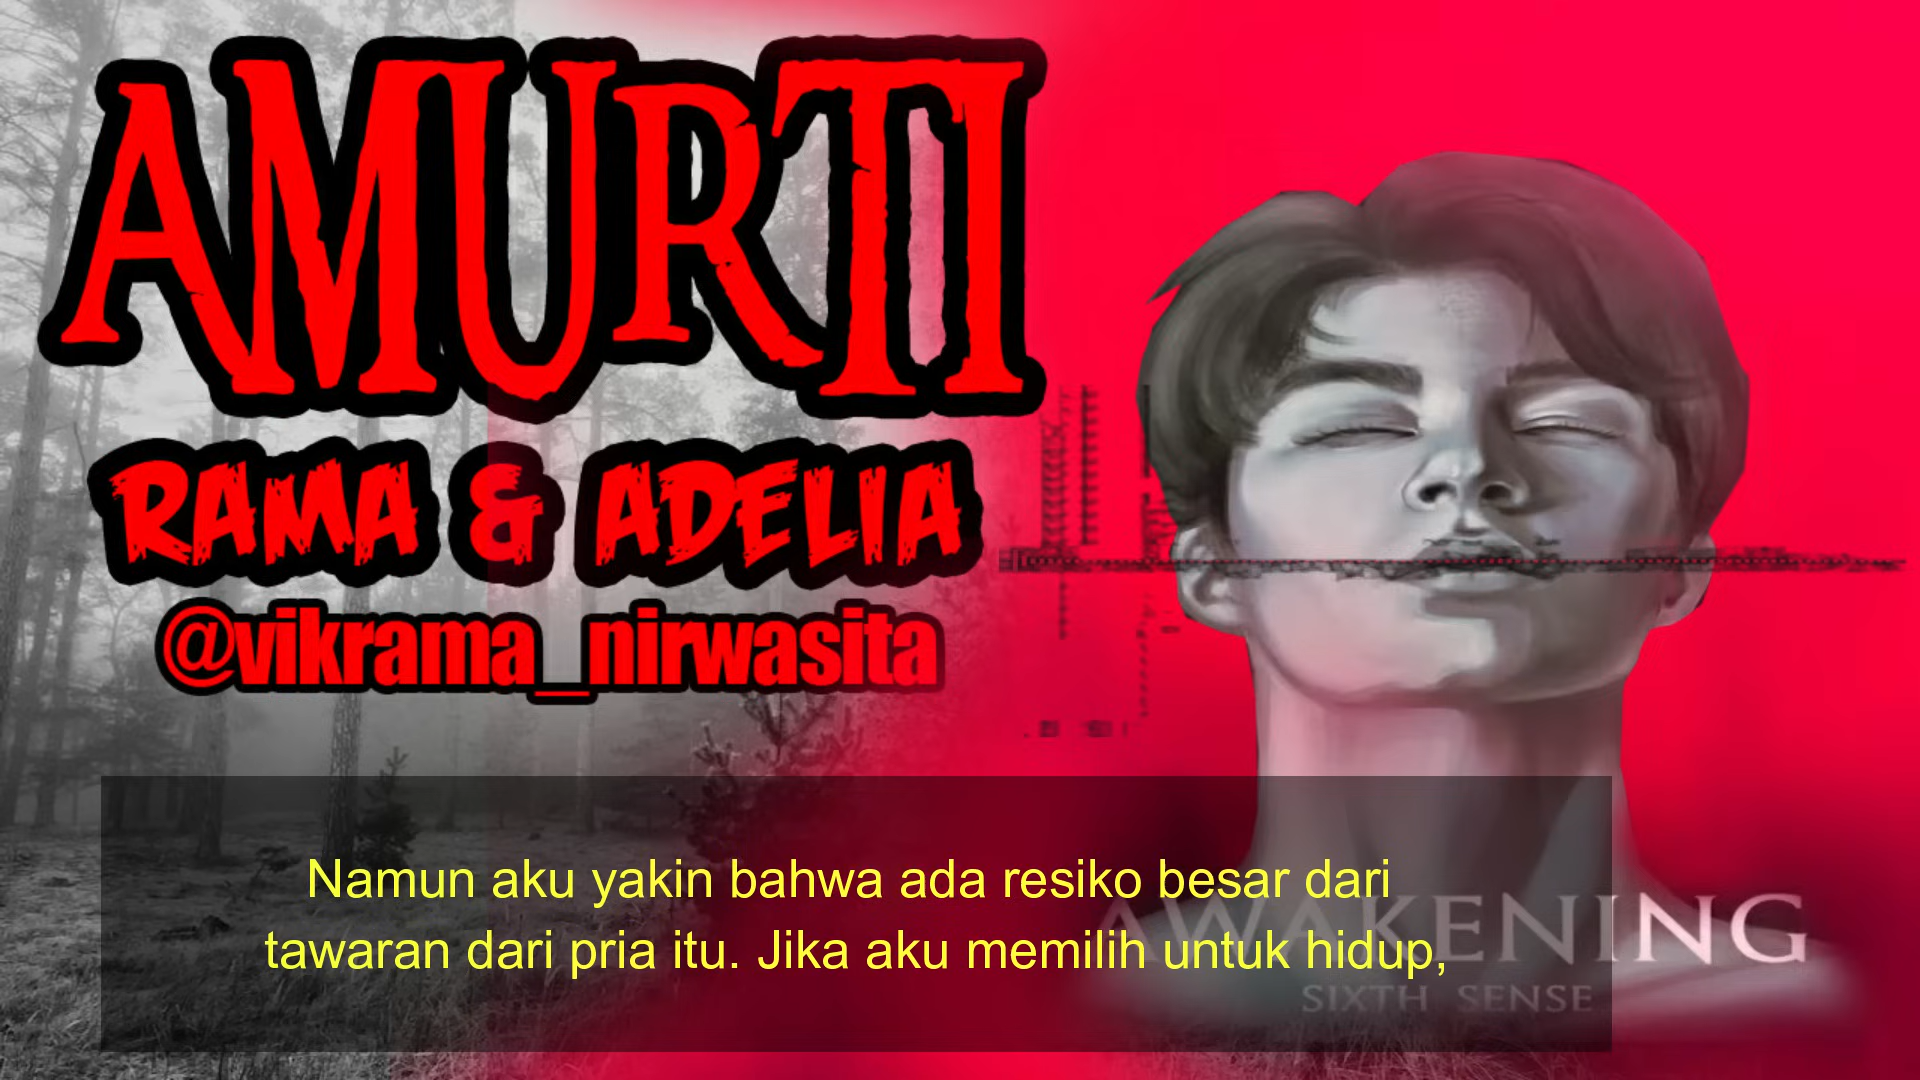 AMURTI
RAMA & ADELIA
@vikrama_nirwasita
Namun aku yakin bahwa ada resiko besar dari
tawaran dari pria itu. Jika aku memilih untuk hidup,
AWAKENING
SIXTH SENSE